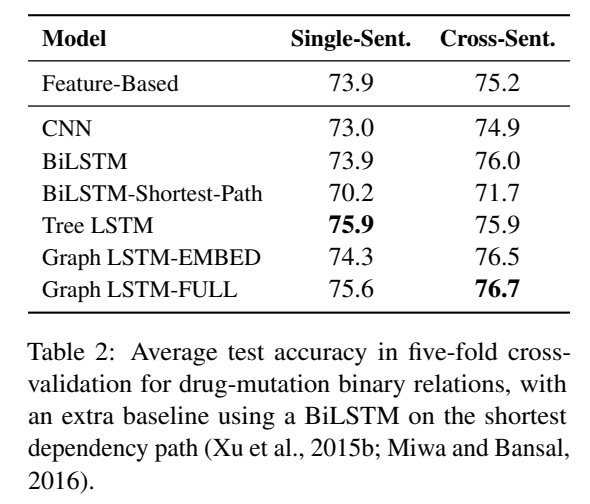 Model Single-Sent. Cross-Sent.
Feature-Based 73.9 75.2
CNN 73.0 74.9
BiLSTM 73.9 76.0
BiLSTM-Shortest-Path 70.2 71.7
Tree LSTM 75.9 75.9
Graph LSTM-EMBED 74.3 76.5
Graph LSTM-FULL 75.6 76.7
Table 2: Average test accuracy in five-fold cross-
validation for drug-mutation binary relations, with
an extra baseline using a BiLSTM on the shortest
dependency path (Xu et al., 2015b; Miwa and Bansal,
2016).